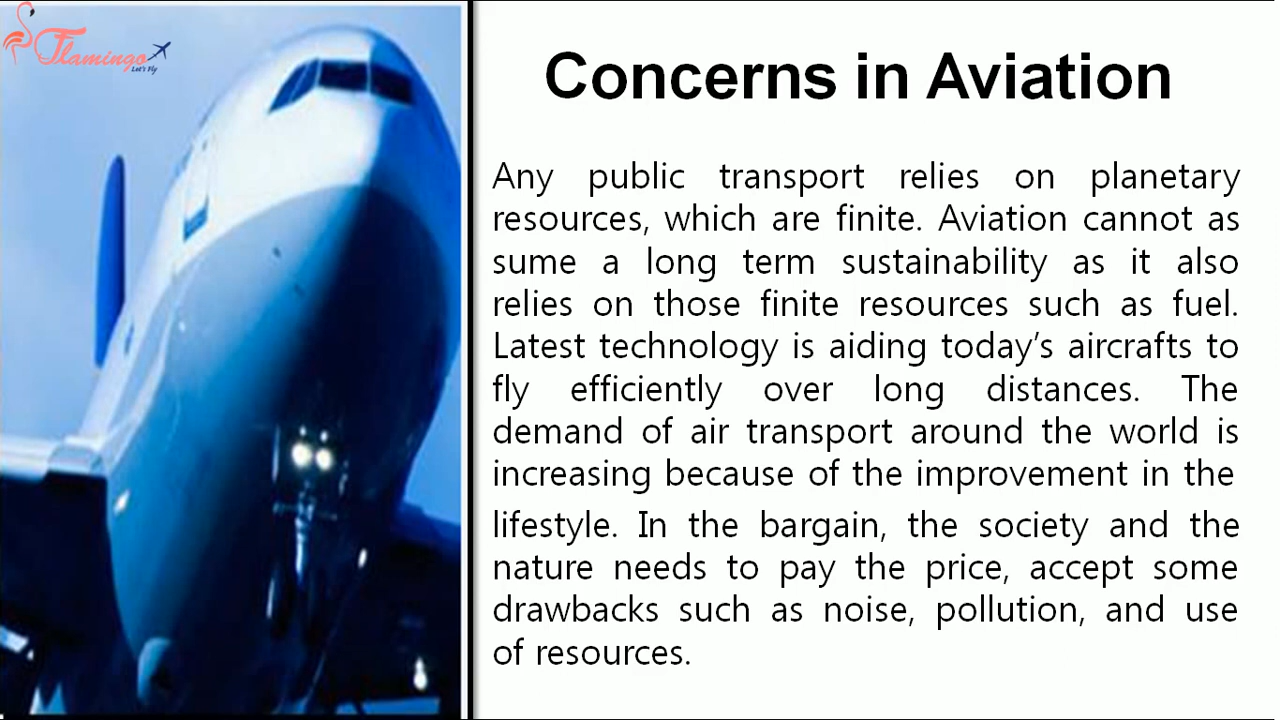 Flamingo
Let's Fly
Concerns in Aviation
Any public transport relies on planetary
resources, which are finite. Aviation cannot as
sume a long term sustainability as it also
relies on those finite resources such as fuel.
Latest technology is aiding today's aircrafts to
fly efficiently over long distances. The
demand of air transport around the world is
increasing because of the improvement in the
lifestyle. In the bargain, the society and the
nature needs to pay the price, accept some
drawbacks such as noise, pollution, and use
of resources.